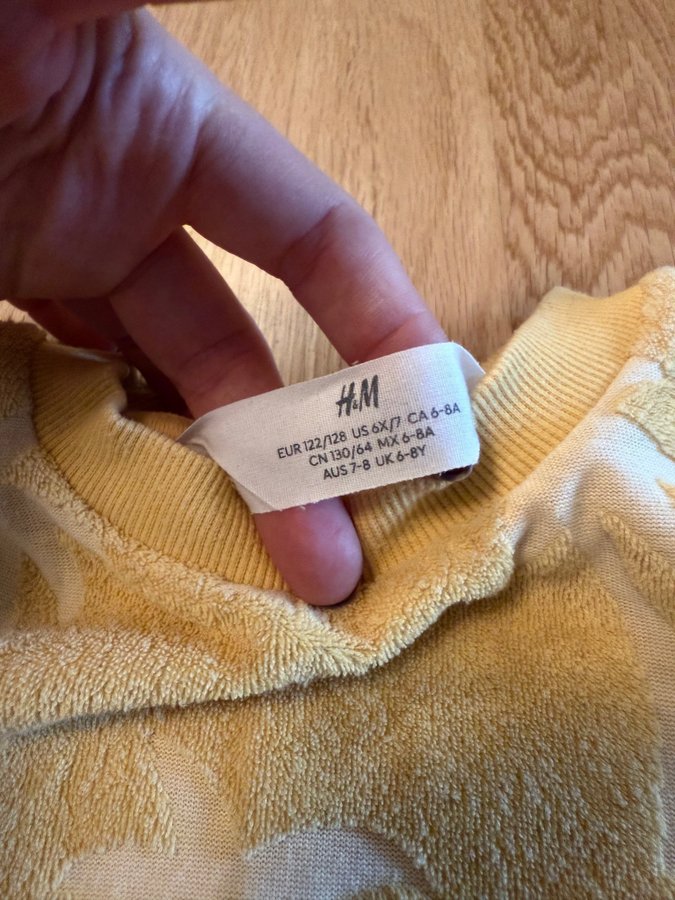 H&M
EUR 122/128 US 6X/7 CA 6-8A
CN 130/64 MX 6-8A
AUS 7-8 UK 6-8Y